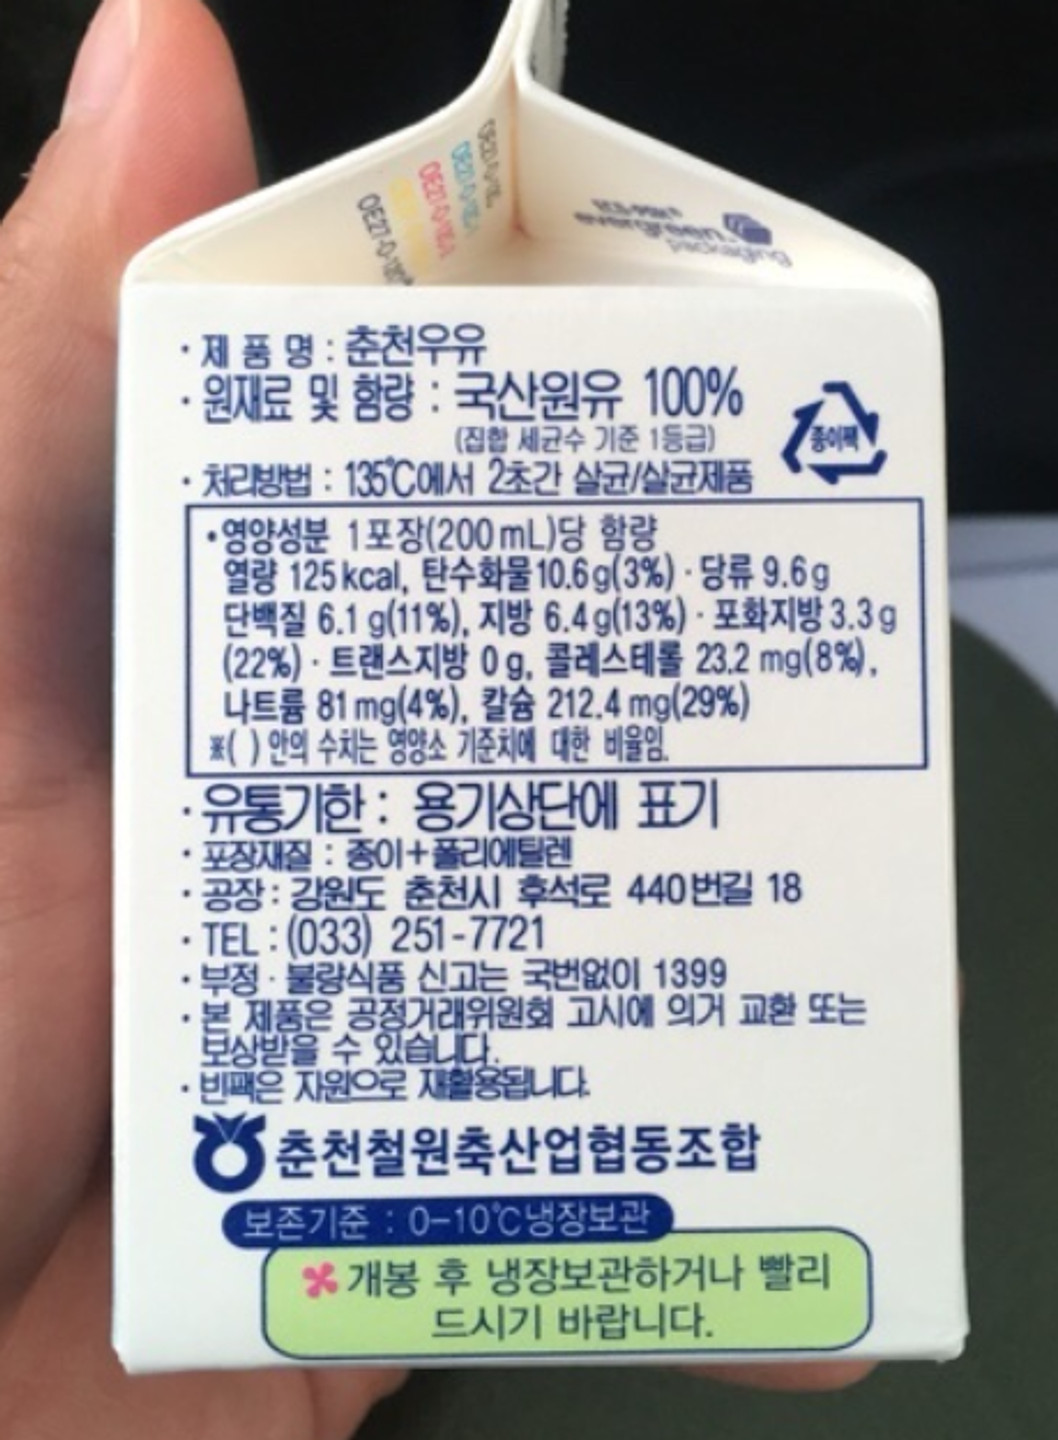 evergreen
packaging
· 제 품 명 : 춘천우유
· 원재료 및 함량 : 국산원유 100%
(집합 세균수 기준 1등급)
종이팩
· 처리방법 : 135℃에서 2초간 살균/살균제품
•영양성분 1포장(200mL)당 함량
열량 125kcal, 탄수화물10.6g(3%) · 당류 9.6g
단백질 6.1 g(11%), 지방 6.4g(13%) · 포화지방 3.3g
(22%) · 트랜스지방 0g, 콜레스테롤 23.2 mg(8%),
나트륨 81mg(4%), 칼슘 212.4mg(29%)
※( ) 안의 수치는 영양소 기준치에 대한 비율임.
· 유통기한 : 용기상단에 표기
· 포장재질 : 종이+폴리에틸렌
· 공장 : 강원도 춘천시 후석로 440번길 18
· TEL : (033) 251-7721
· 부정 · 불량식품 신고는 국번없이 1399
· 본 제품은 공정거래위원회 고시에 의거 교환 또는
보상받을 수 있습니다.
· 빈팩은 자원으로 재활용됩니다.
춘천철원축산업협동조합
보존기준 : 0-10℃냉장보관
개봉 후 냉장보관하거나 빨리
드시기 바랍니다.